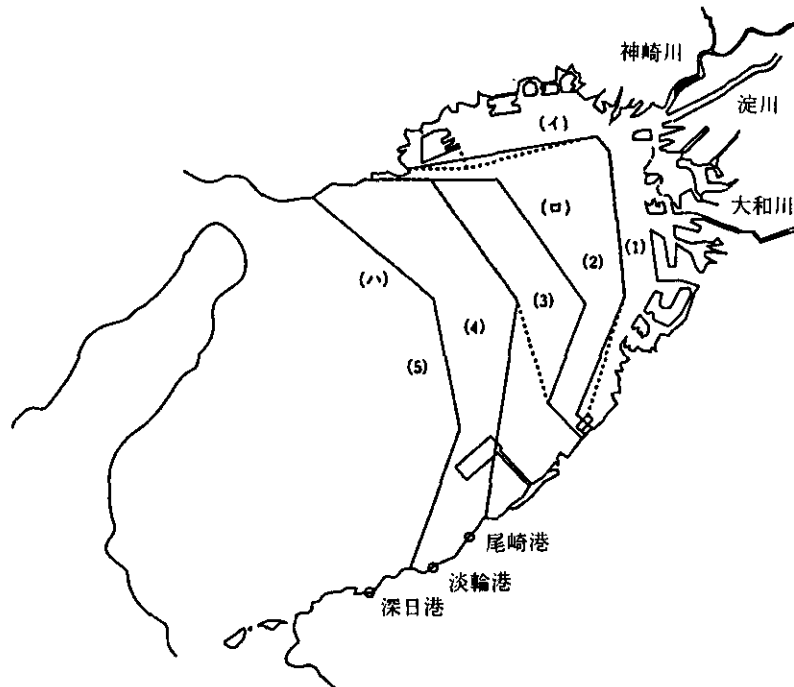 神崎川
淀川
(イ)
大和川
(ロ)
(1)
(2)
(ハ)
(3)
(4)
(5)
尾崎港
淡輪港
深日港